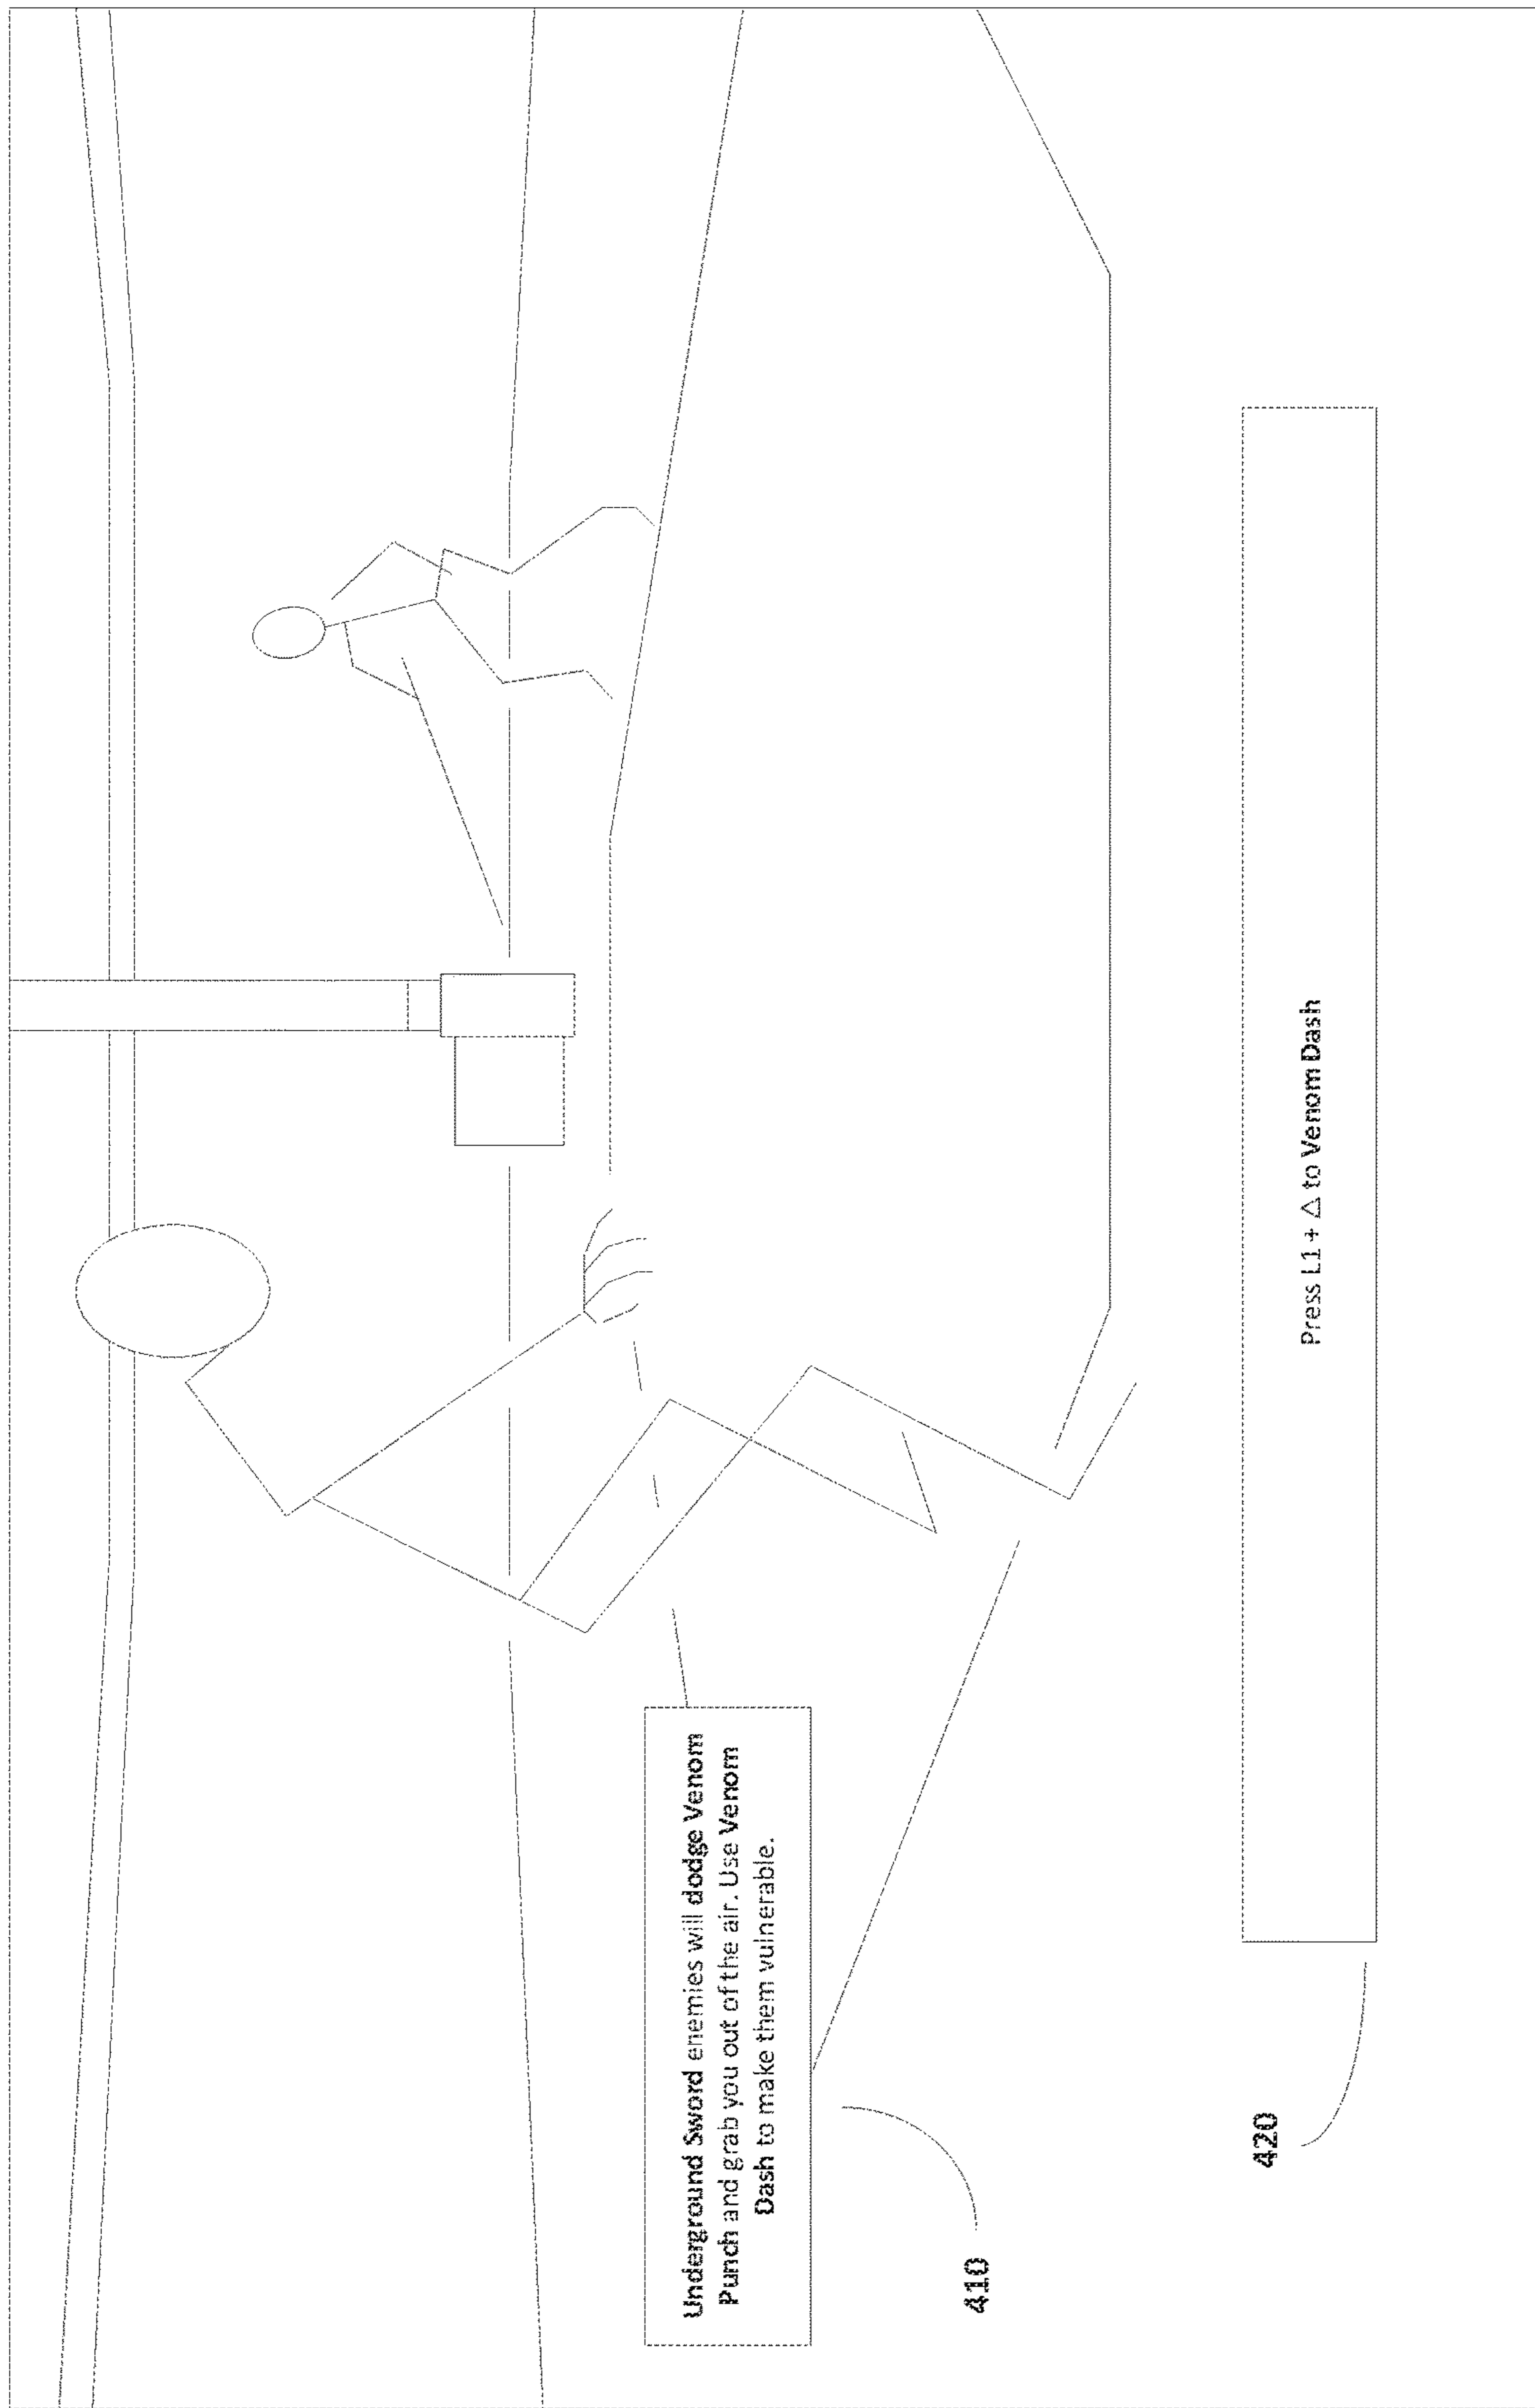 Underground Sword enemies will dodge Venom
Punch and grab you out of the air. Use Venom
Dash to make them vulnerable.
410
Press L1 + △ to Venom Dash
420